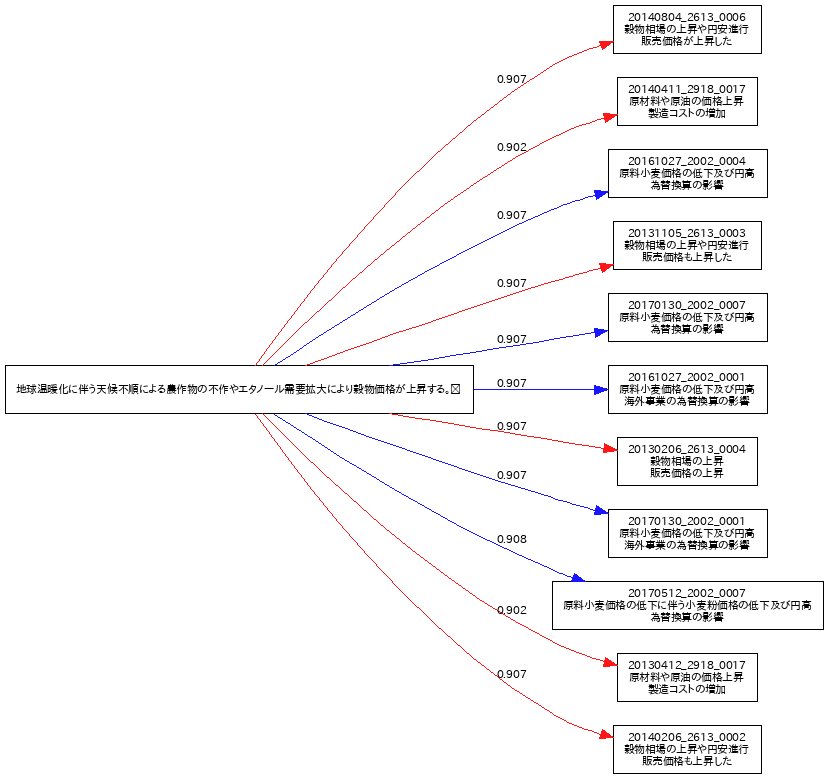 20140804_2613_0006
穀物相場の上昇や円安進行
販売価格が上昇した
0.907
20140411_2918_0017
原材料や原油の価格上昇
製造コストの増加
0.902
20161027_2002_0004
原料小麦価格の低下及び円高
為替換算の影響
0.907
20131105_2613_0003
穀物相場の上昇や円安進行
販売価格も上昇した
0.907
20170130_2002_0007
原料小麦価格の低下及び円高
為替換算の影響
0.907
地球温暖化に伴う天候不順による農作物の不作やエタノール需要拡大により穀物価格が上昇する。
20161027_2002_0001
原料小麦価格の低下及び円高
海外事業の為替換算の影響
0.907
20130206_2613_0004
穀物相場の上昇
販売価格の上昇
0.907
20170130_2002_0001
原料小麦価格の低下及び円高
海外事業の為替換算の影響
0.907
20170512_2002_0007
原料小麦価格の低下に伴う小麦粉価格の低下及び円高
為替換算の影響
0.908
20130412_2918_0017
原材料や原油の価格上昇
製造コストの増加
0.902
20140206_2613_0002
穀物相場の上昇や円安進行
販売価格も上昇した
0.907